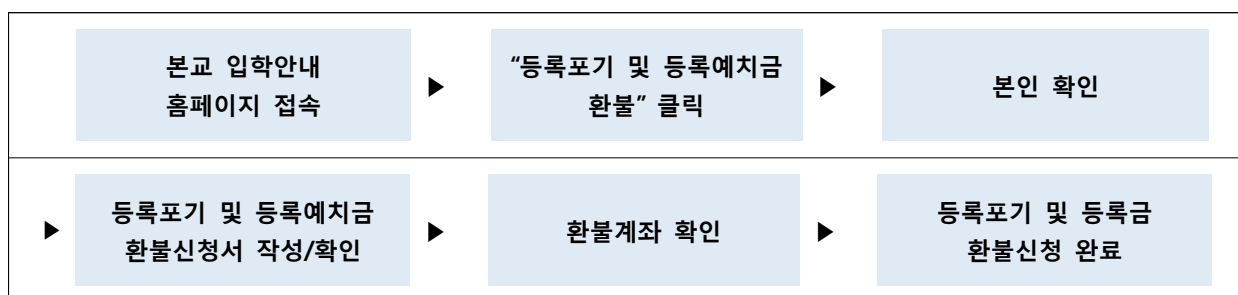 본교 입학안내
홈페이지 접속
▶
“등록포기 및 등록예치금
환불” 클릭
▶
본인 확인
▶
등록포기 및 등록예치금
환불신청서 작성/확인
▶
환불계좌 확인
▶
등록포기 및 등록금
환불신청 완료